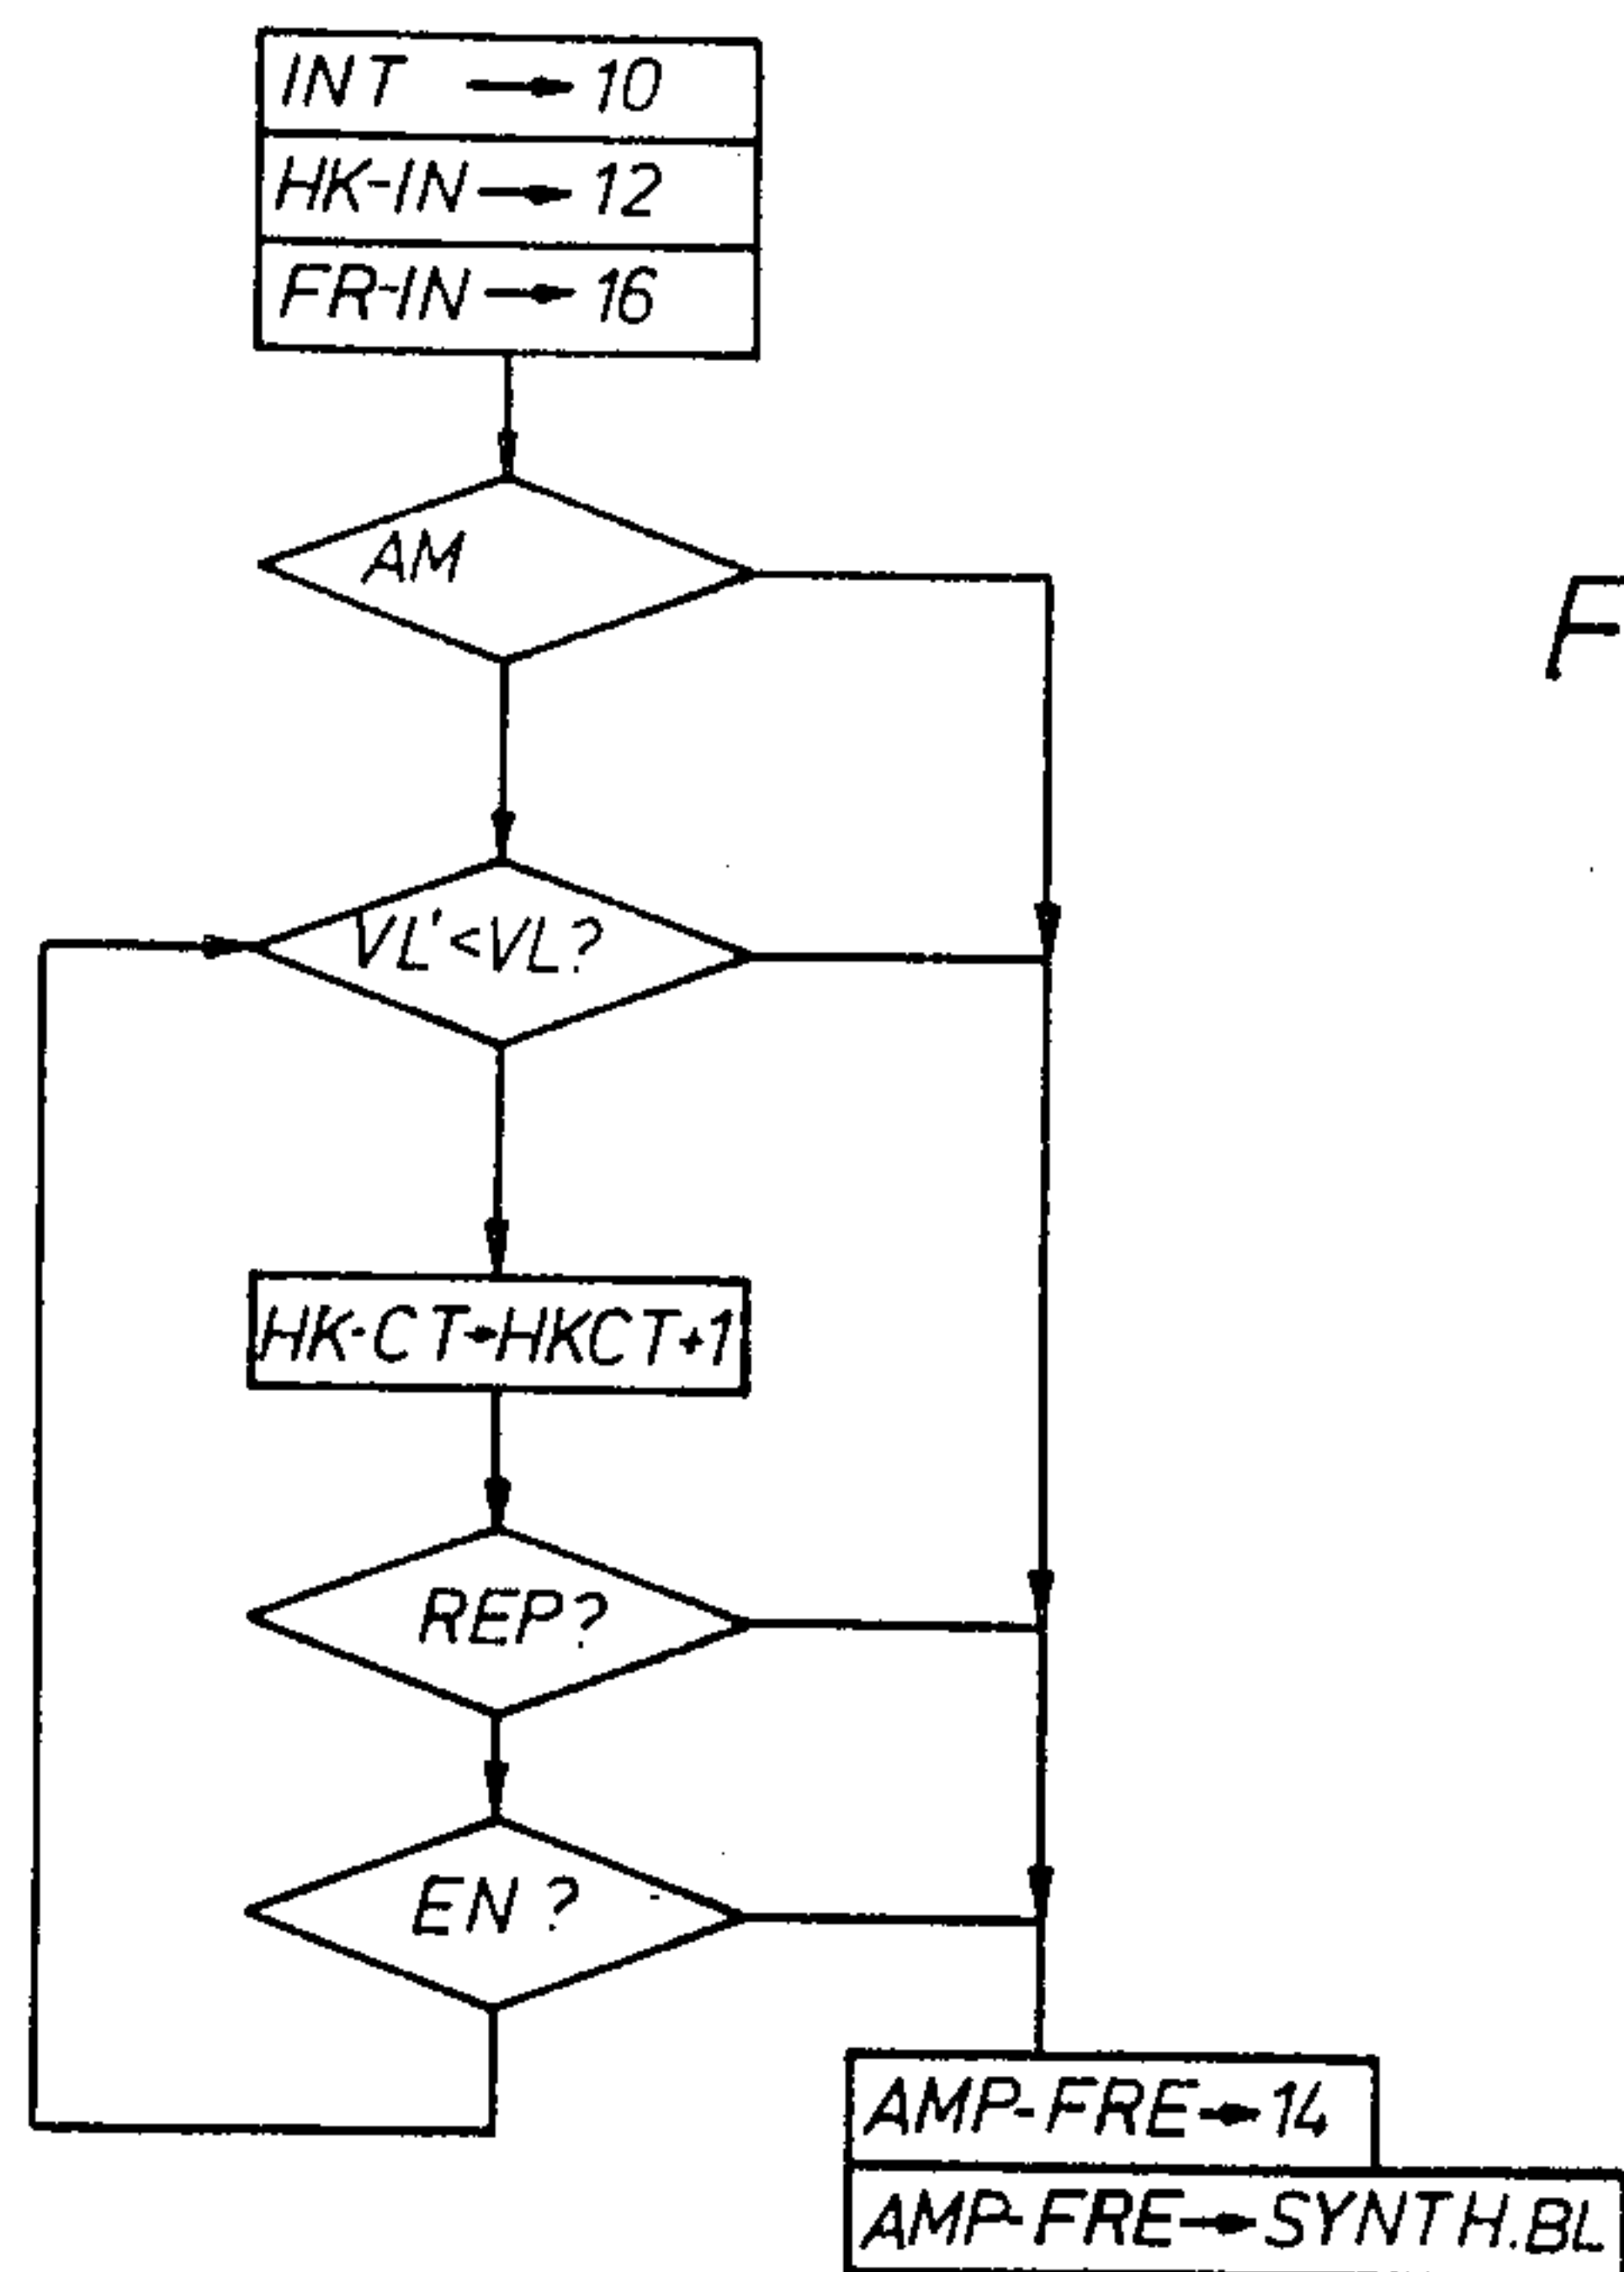 INT → 10
HK-IN → 12
FR-IN → 16
AM
F
VL'<VL?
HK·CT→HKCT+1
REP?
EN?
AMP-FRE→14
AMP-FRE→SYNTH.BL